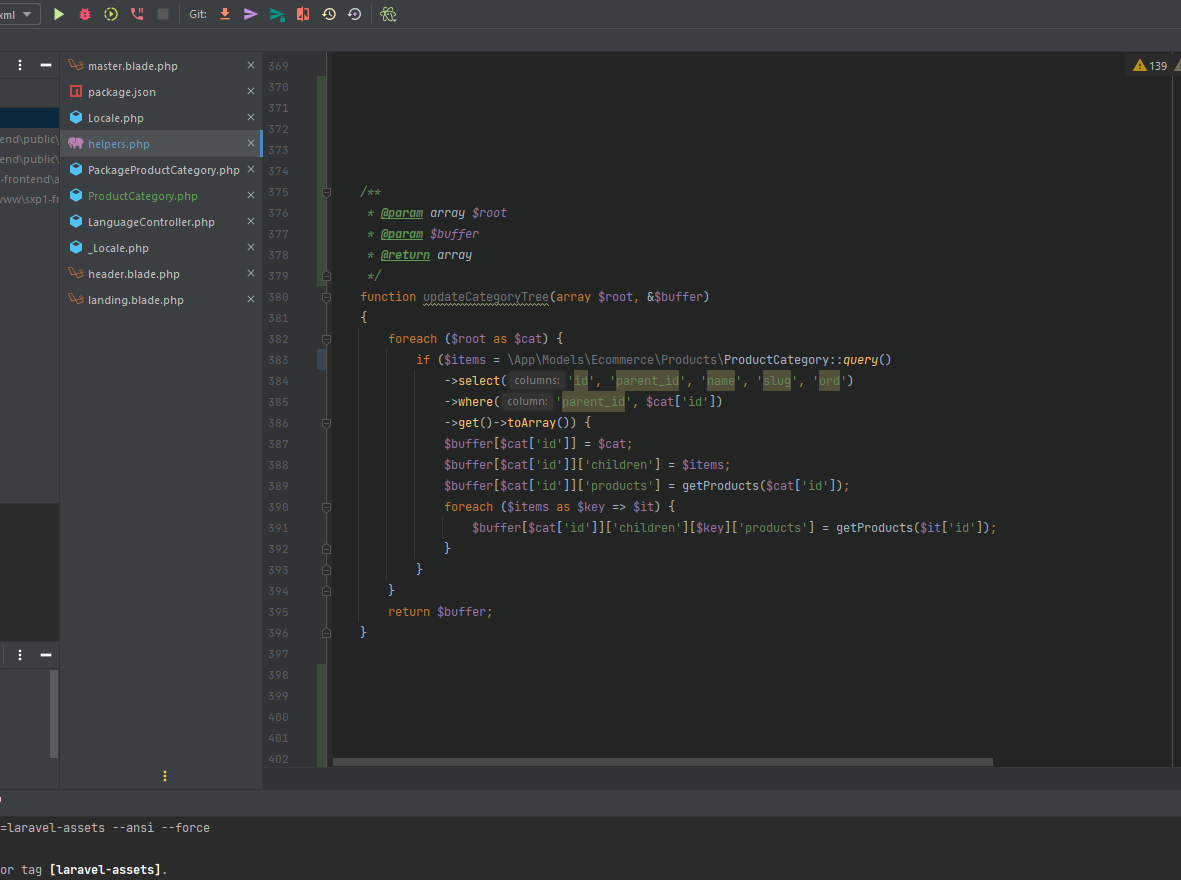 xml
Git:
master.blade.php
package.json
Locale.php
helpers.php
PackageProductCategory.php
ProductCategory.php
LanguageController.php
_Locale.php
header.blade.php
landing.blade.php
end\public\
end\public\
-frontend\a
www\sxp1-fr
139
369
370
371
372
373
374
375 /**
376 * @param array $root
377 * @param $buffer
378 * @return array
379 */
380 function updateCategoryTree(array $root, &$buffer)
381 {
382 foreach ($root as $cat) {
383 if ($items = \App\Models\Ecommerce\Products\ProductCategory::query()
384 ->select( columns: 'id', 'parent_id', 'name', 'slug', 'ord')
385 ->where( column: 'parent_id', $cat['id'])
386 ->get()->toArray()) {
387 $buffer[$cat['id']] = $cat;
388 $buffer[$cat['id']]['children'] = $items;
389 $buffer[$cat['id']]['products'] = getProducts($cat['id']);
390 foreach ($items as $key => $it) {
391 $buffer[$cat['id']]['children'][$key]['products'] = getProducts($it['id']);
392 }
393 }
394 }
395 return $buffer;
396 }
397
398
399
400
401
402
=laravel-assets --ansi --force
or tag [laravel-assets].